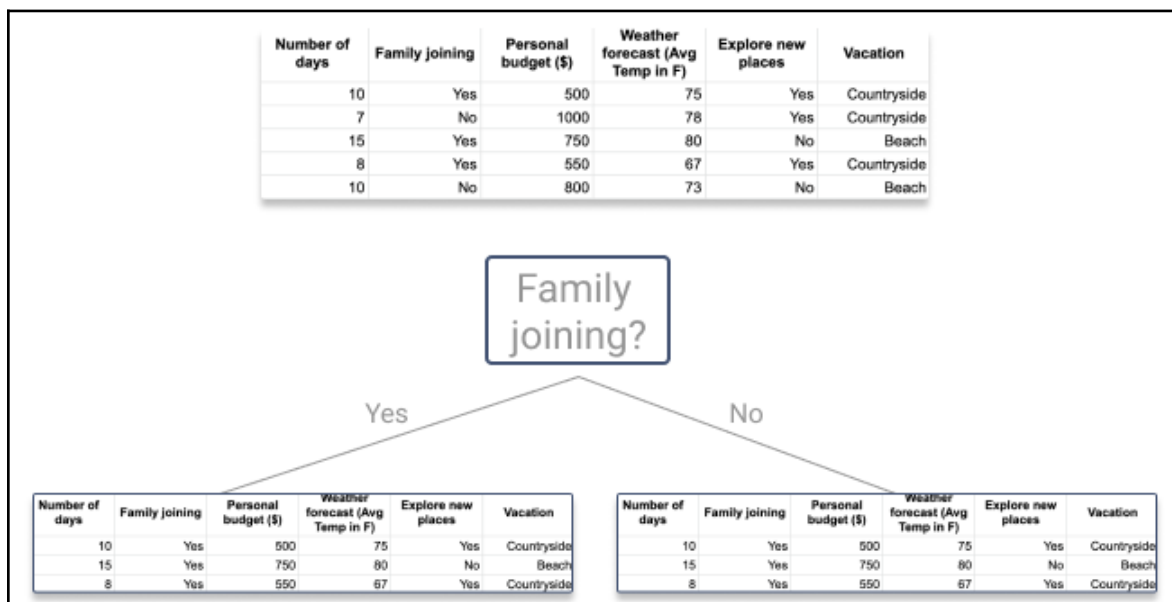 Number of days Family joining Personal budget ($) Weather forecast (Avg Temp in F) Explore new places Vacation
10 Yes 500 75 Yes Countryside
7 No 1000 78 Yes Countryside
15 Yes 750 80 No Beach
8 Yes 550 67 Yes Countryside
10 No 800 73 No Beach
Family
joining?
Yes No
Number of days Family joining Personal budget ($) Weather forecast (Avg Temp in F) Explore new places Vacation
10 Yes 500 75 Yes Countryside
15 Yes 750 80 No Beach
8 Yes 550 67 Yes Countryside
Number of days Family joining Personal budget ($) Weather forecast (Avg Temp in F) Explore new places Vacation
10 Yes 500 75 Yes Countryside
15 Yes 750 80 No Beach
8 Yes 550 67 Yes Countryside